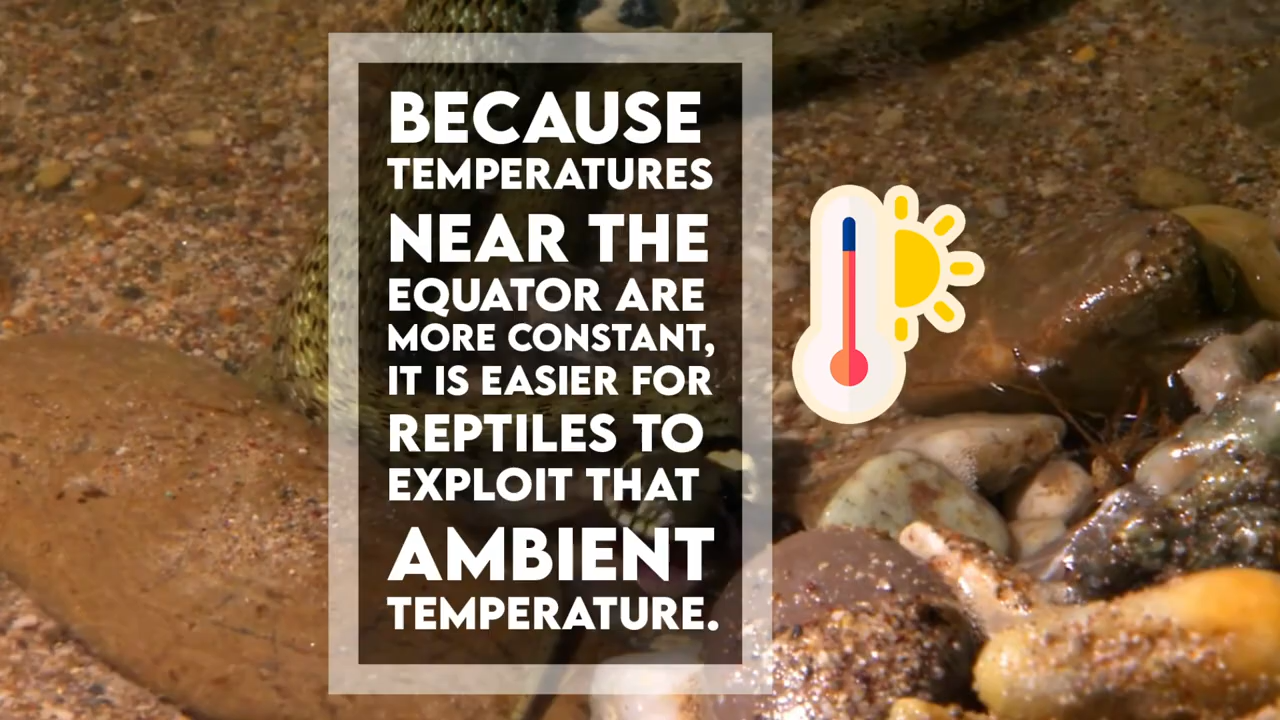 BECAUSE
TEMPERATURES
NEAR THE
EQUATOR ARE
MORE CONSTANT,
IT IS EASIER FOR
REPTILES TO
EXPLOIT THAT
AMBIENT
TEMPERATURE.